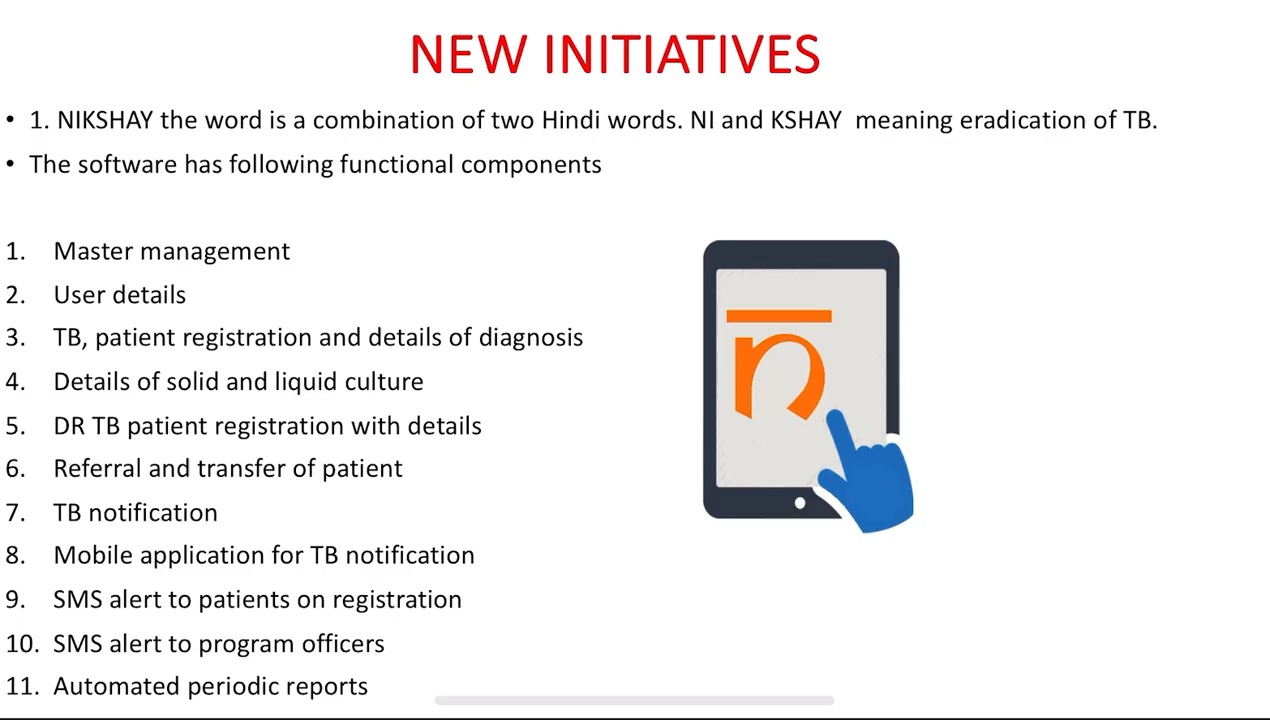 NEW INITIATIVES
• 1. NIKSHAY the word is a combination of two Hindi words. NI and KSHAY meaning eradication of TB.
• The software has following functional components
1. Master management
2. User details
3. TB, patient registration and details of diagnosis
4. Details of solid and liquid culture
5. DR TB patient registration with details
6. Referral and transfer of patient
7. TB notification
8. Mobile application for TB notification
9. SMS alert to patients on registration
10. SMS alert to program officers
11. Automated periodic reports